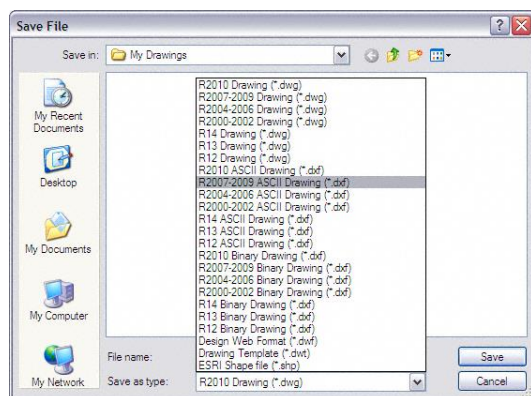 Save File
Save in: My Drawings
My Recent
Documents
Desktop
My Documents
My Computer
My Network
R2010 Drawing (*.dwg)
R2007-2009 Drawing (*.dwg)
R2004-2006 Drawing (*.dwg)
R2000-2002 Drawing (*.dwg)
R14 Drawing (*.dwg)
R13 Drawing (*.dwg)
R12 Drawing (*.dwg)
R2010 ASCII Drawing (*.dxf)
R2007-2009 ASCII Drawing (*.dxf)
R2004-2006 ASCII Drawing (*.dxf)
R2000-2002 ASCII Drawing (*.dxf)
R14 ASCII Drawing (*.dxf)
R13 ASCII Drawing (*.dxf)
R12 ASCII Drawing (*.dxf)
R2010 Binary Drawing (*.dxf)
R2007-2009 Binary Drawing (*.dxf)
R2004-2006 Binary Drawing (*.dxf)
R2000-2002 Binary Drawing (*.dxf)
R14 Binary Drawing (*.dxf)
R13 Binary Drawing (*.dxf)
R12 Binary Drawing (*.dxf)
Design Web Format (*.dwf)
Drawing Template (*.dwt)
ESRI Shape file (*.shp)
File name: Save
Save as type: R2010 Drawing (*.dwg) Cancel